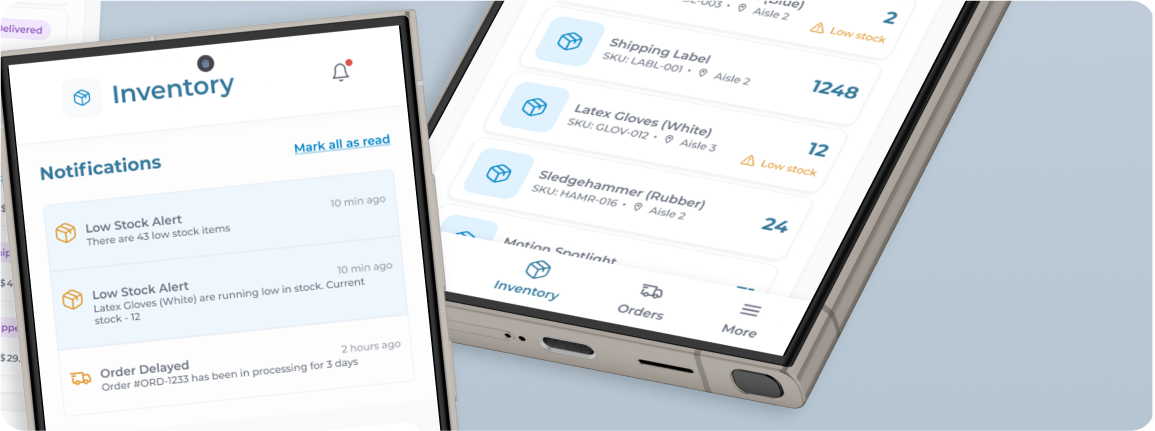 Delivered
Inventory
Notifications
Mark all as read
Low Stock Alert
10 min ago
There are 43 low stock items
Low Stock Alert
10 min ago
Latex Gloves (White) are running low in stock. Current
stock - 12
Order Delayed
2 hours ago
Order #ORD-1233 has been in processing for 3 days
$29.
-003 • Aisle 2
2
Low stock
Shipping Label
SKU: LABL-001 • Aisle 2
1248
Latex Gloves (White)
SKU: GLOV-012 • Aisle 3
12
Low stock
Sledgehammer (Rubber)
SKU: HAMR-016 • Aisle 2
24
Motion Spotlight
Inventory
Orders
More